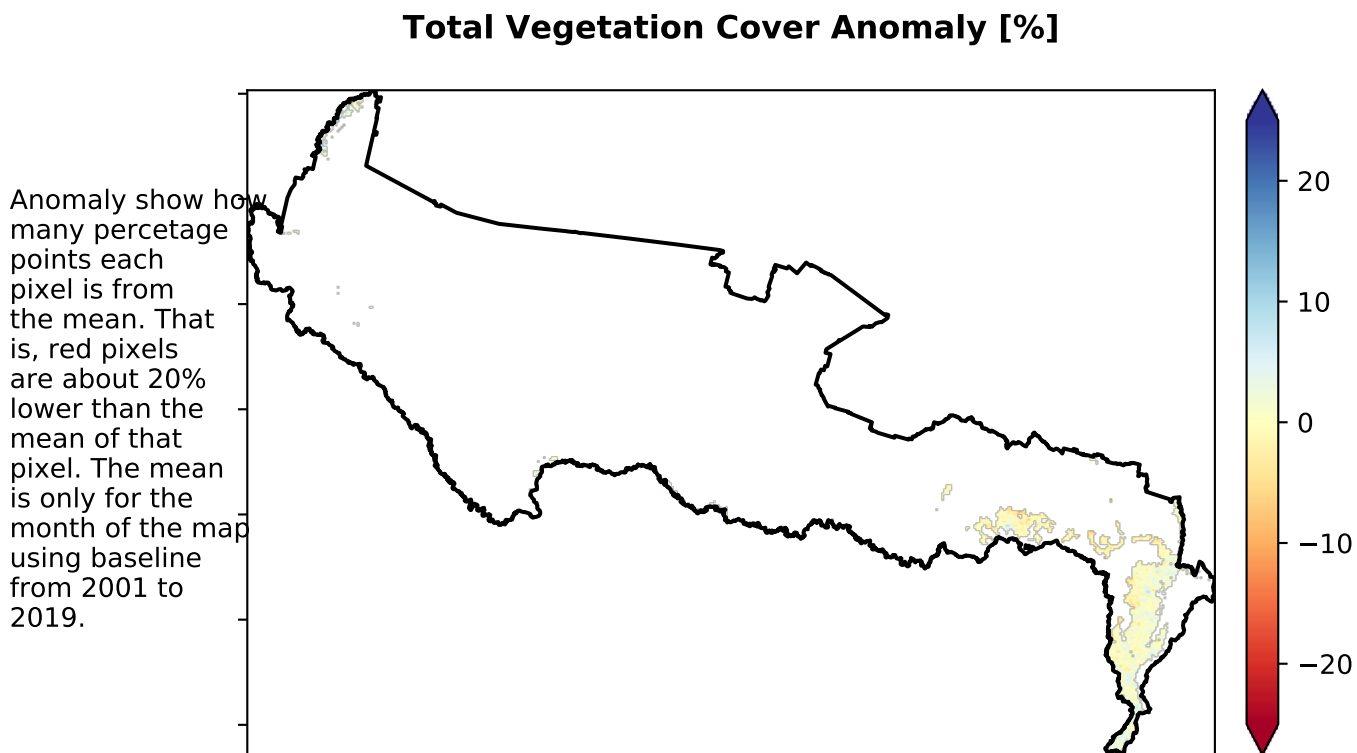 Total Vegetation Cover Anomaly [%]
Anomaly show how
many percetage
points each
pixel is from
the mean. That
is, red pixels
are about 20%
lower than the
mean of that
pixel. The mean
is only for the
month of the map
using baseline
from 2001 to
2019.
20
10
0
−10
−20